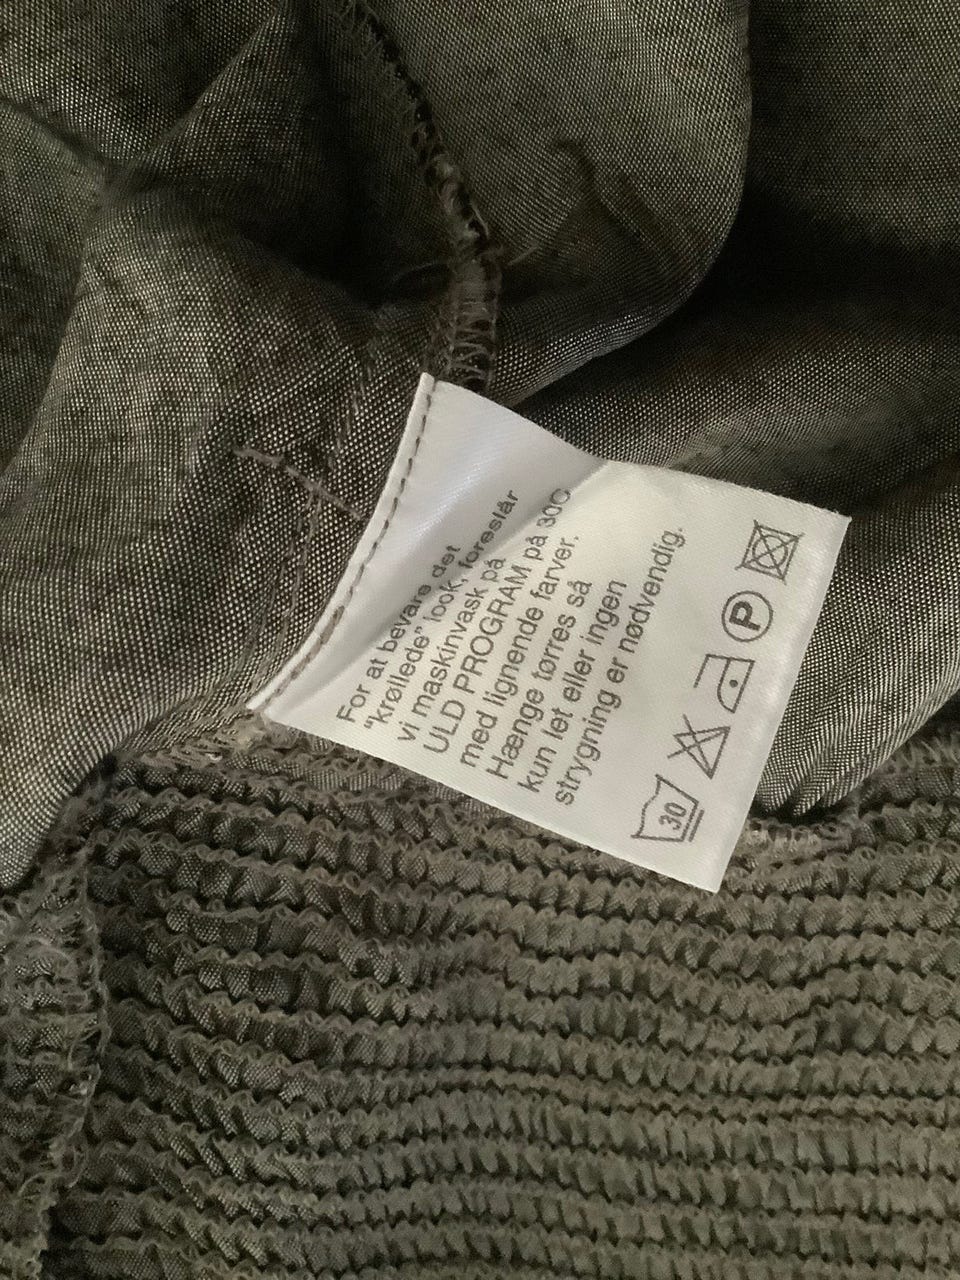 For at bevare det
"krøllede" look, foreslår
vi maskinvask på
ULD PROGRAM på 30C
med lignende farver.
Hænge tørres så
kun let eller ingen
strygning er nødvendig.
30 P